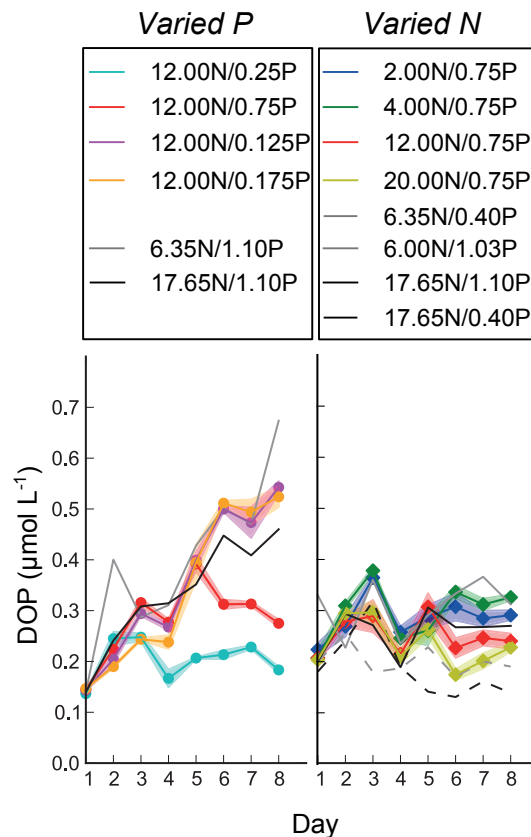 Varied P
12.00N/0.25P
12.00N/0.75P
12.00N/0.125P
12.00N/0.175P
6.35N/1.10P
17.65N/1.10P
Varied N
2.00N/0.75P
4.00N/0.75P
12.00N/0.75P
20.00N/0.75P
6.35N/0.40P
6.00N/1.03P
17.65N/1.10P
17.65N/0.40P
DOP (µmol L⁻¹)
0.7
0.6
0.5
0.4
0.3
0.2
0.1
0.0
1 2 3 4 5 6 7 8
1 2 3 4 5 6 7 8
Day